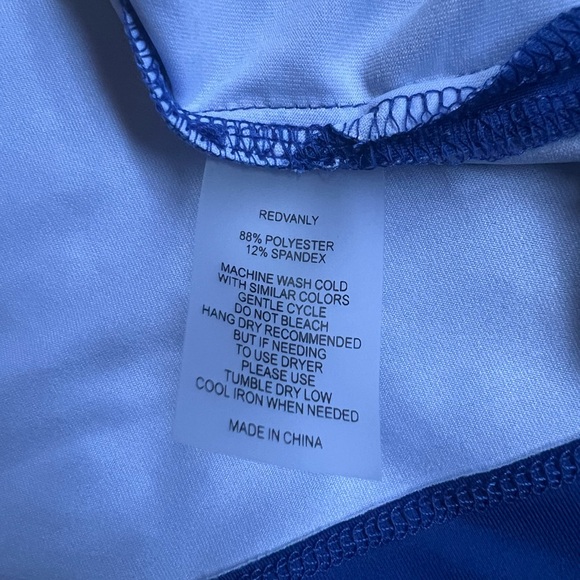 REDVANLY
88% POLYESTER
12% SPANDEX
MACHINE WASH COLD
WITH SIMILAR COLORS
GENTLE CYCLE
DO NOT BLEACH
HANG DRY RECOMMENDED
BUT IF NEEDING
TO USE DRYER
PLEASE USE
TUMBLE DRY LOW
COOL IRON WHEN NEEDED
MADE IN CHINA